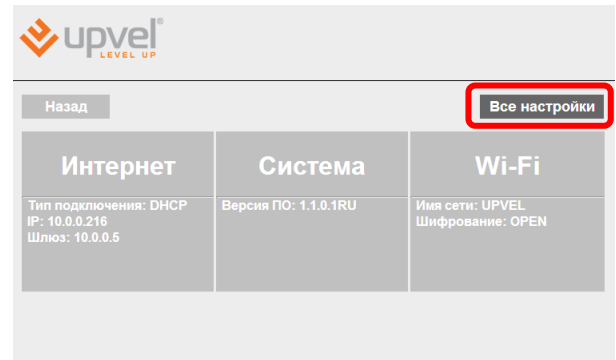 upvel
LEVEL UP
Назад
Все настройки
Интернет
Система
Wi-Fi
Тип подключения: DHCP
IP: 10.0.0.216
Шлюз: 10.0.0.5
Версия ПО: 1.1.0.1RU
Имя сети: UPVEL
Шифрование: OPEN